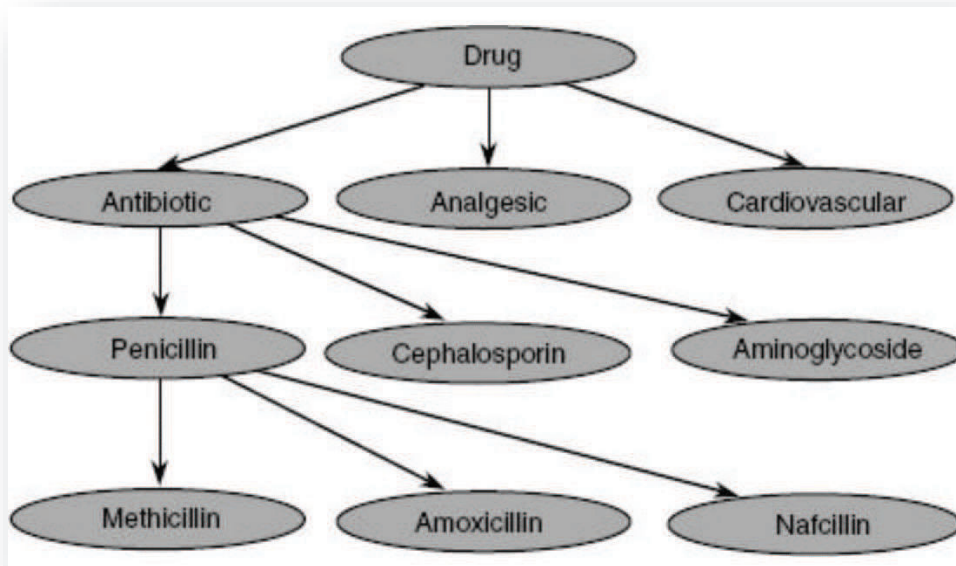 Drug
Antibiotic
Analgesic
Cardiovascular
Penicillin
Cephalosporin
Aminoglycoside
Methicillin
Amoxicillin
Nafcillin